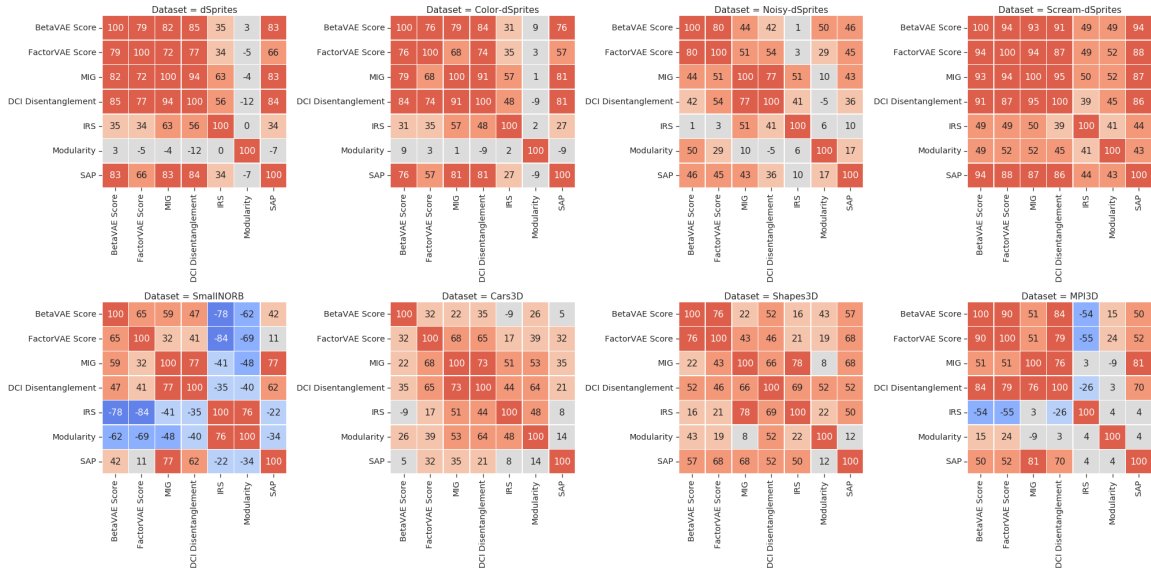 Dataset = dSprites
BetaVAE Score 100 79 82 85 35 3 83
FactorVAE Score 79 100 72 77 34 -5 66
MIG 82 72 100 94 63 -4 83
DCI Disentanglement 85 77 94 100 56 -12 84
IRS 35 34 63 56 100 0 34
Modularity 3 -5 -4 -12 0 100 -7
SAP 83 66 83 84 34 -7 100
BetaVAE Score
FactorVAE Score
MIG
DCI Disentanglement
IRS
Modularity
SAP
Dataset = Color-dSprites
BetaVAE Score 100 76 79 84 31 9 76
FactorVAE Score 76 100 68 74 35 3 57
MIG 79 68 100 91 57 1 81
DCI Disentanglement 84 74 91 100 48 -9 81
IRS 31 35 57 48 100 2 27
Modularity 9 3 1 -9 2 100 -9
SAP 76 57 81 81 27 -9 100
BetaVAE Score
FactorVAE Score
MIG
DCI Disentanglement
IRS
Modularity
SAP
Dataset = Noisy-dSprites
BetaVAE Score 100 80 44 42 1 50 46
FactorVAE Score 80 100 51 54 3 29 45
MIG 44 51 100 77 51 10 43
DCI Disentanglement 42 54 77 100 41 -5 36
IRS 1 3 51 41 100 6 10
Modularity 50 29 10 -5 6 100 17
SAP 46 45 43 36 10 17 100
BetaVAE Score
FactorVAE Score
MIG
DCI Disentanglement
IRS
Modularity
SAP
Dataset = Scream-dSprites
BetaVAE Score 100 94 93 91 49 49 94
FactorVAE Score 94 100 94 87 49 52 88
MIG 93 94 100 95 50 52 87
DCI Disentanglement 91 87 95 100 39 45 86
IRS 49 49 50 39 100 41 44
Modularity 49 52 52 45 41 100 43
SAP 94 88 87 86 44 43 100
BetaVAE Score
FactorVAE Score
MIG
DCI Disentanglement
IRS
Modularity
SAP
Dataset = SmallNORB
BetaVAE Score 100 65 59 47 -78 -62 42
FactorVAE Score 65 100 32 41 -84 -69 11
MIG 59 32 100 77 -41 -48 77
DCI Disentanglement 47 41 77 100 -35 -40 62
IRS -78 -84 -41 -35 100 76 -22
Modularity -62 -69 -48 -40 76 100 -34
SAP 42 11 77 62 -22 -34 100
BetaVAE Score
FactorVAE Score
MIG
DCI Disentanglement
IRS
Modularity
SAP
Dataset = Cars3D
BetaVAE Score 100 32 22 35 -9 26 5
FactorVAE Score 32 100 68 65 17 39 32
MIG 22 68 100 73 51 53 35
DCI Disentanglement 35 65 73 100 44 64 21
IRS -9 17 51 44 100 48 8
Modularity 26 39 53 64 48 100 14
SAP 5 32 35 21 8 14 100
BetaVAE Score
FactorVAE Score
MIG
DCI Disentanglement
IRS
Modularity
SAP
Dataset = Shapes3D
BetaVAE Score 100 76 22 52 16 43 57
FactorVAE Score 76 100 43 46 21 19 68
MIG 22 43 100 66 78 8 68
DCI Disentanglement 52 46 66 100 69 52 52
IRS 16 21 78 69 100 22 50
Modularity 43 19 8 52 22 100 12
SAP 57 68 68 52 50 12 100
BetaVAE Score
FactorVAE Score
MIG
DCI Disentanglement
IRS
Modularity
SAP
Dataset = MPI3D
BetaVAE Score 100 90 51 84 -54 15 50
FactorVAE Score 90 100 51 79 -55 24 52
MIG 51 51 100 76 3 -9 81
DCI Disentanglement 84 79 76 100 -26 3 70
IRS -54 -55 3 -26 100 4 4
Modularity 15 24 -9 3 4 100 4
SAP 50 52 81 70 4 4 100
BetaVAE Score
FactorVAE Score
MIG
DCI Disentanglement
IRS
Modularity
SAP